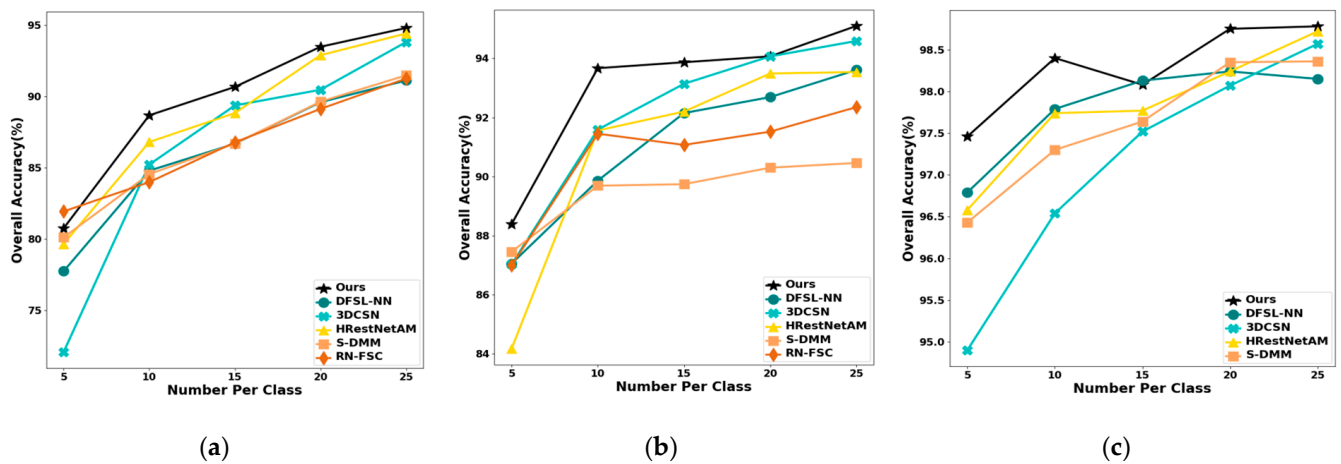 95
90
85
80
75
Overall Accuracy(%)
Ours
DFSL-NN
3DCSN
HRestNetAM
S-DMM
RN-FSC
5 10 15 20 25
Number Per Class
(a)
94
92
90
88
86
84
Overall Accuracy(%)
Ours
DFSL-NN
3DCSN
HRestNetAM
S-DMM
RN-FSC
5 10 15 20 25
Number Per Class
(b)
98.5
98.0
97.5
97.0
96.5
96.0
95.5
95.0
Overall Accuracy(%)
Ours
DFSL-NN
3DCSN
HRestNetAM
S-DMM
5 10 15 20 25
Number Per Class
(c)